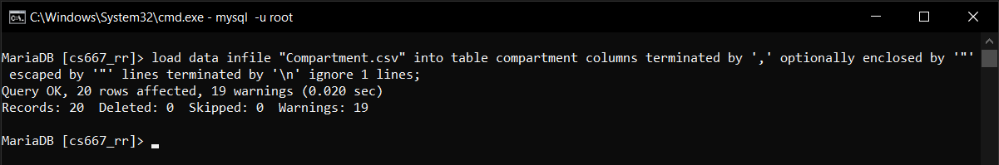 C:\Windows\System32\cmd.exe - mysql  -u root
MariaDB [cs667_rr]> load data infile "Compartment.csv" into table compartment columns terminated by ',' optionally enclosed by '"'
 escaped by '"' lines terminated by '\n' ignore 1 lines;
Query OK, 20 rows affected, 19 warnings (0.020 sec)
Records: 20  Deleted: 0  Skipped: 0  Warnings: 19
MariaDB [cs667_rr]>